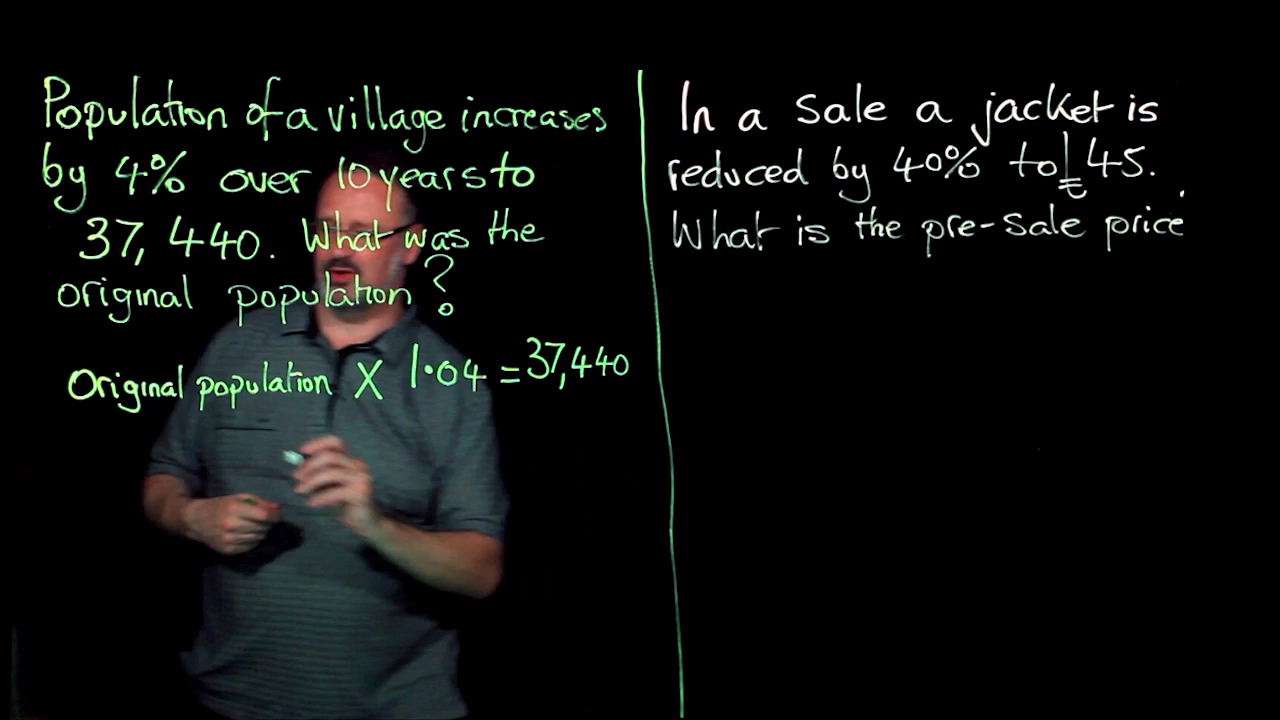 Population of a village increases
by 4% over 10 years to
37,440. What was the
original population?
Original population X 1·04 = 37,440
In a sale a jacket is
reduced by 40% to £45.
What is the pre-sale price